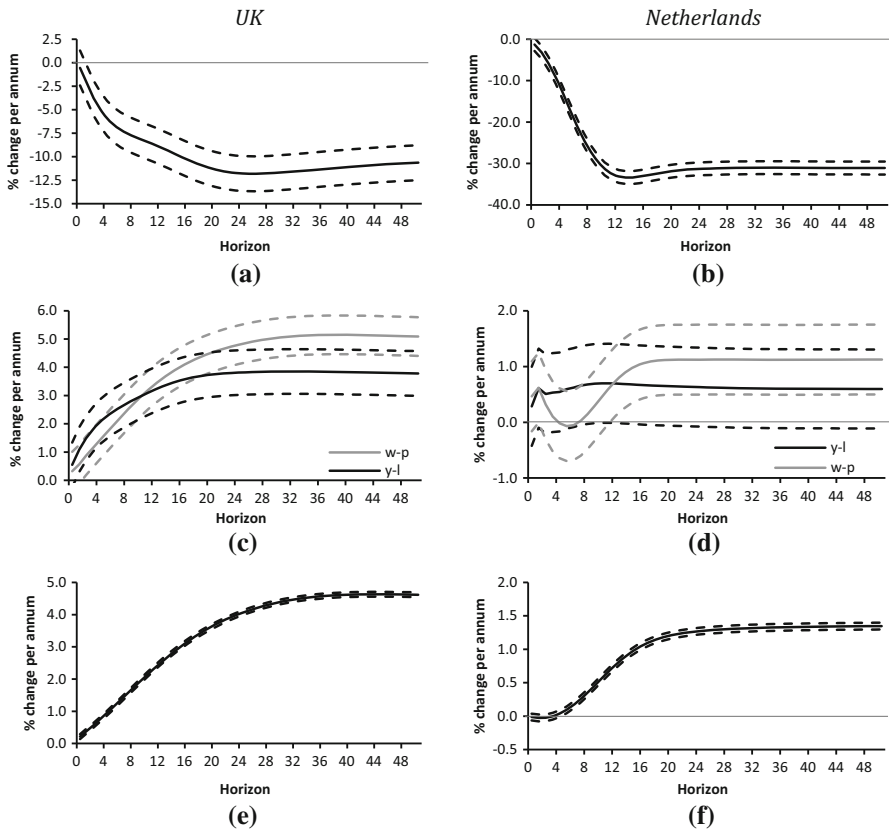 UK
Netherlands
% change per annum
2.5
0.0
-2.5
-5.0
-7.5
-10.0
-12.5
-15.0
0 4 8 12 16 20 24 28 32 36 40 44 48
Horizon
(a)
% change per annum
0.0
-10.0
-20.0
-30.0
-40.0
0 4 8 12 16 20 24 28 32 36 40 44 48
Horizon
(b)
% change per annum
6.0
5.0
4.0
3.0
2.0
1.0
0.0
w-p
y-l
0 4 8 12 16 20 24 28 32 36 40 44 48
Horizon
(c)
% change per annum
2.0
1.0
0.0
-1.0
y-l
w-p
0 4 8 12 16 20 24 28 32 36 40 44 48
Horizon
(d)
% change per annum
5.0
4.0
3.0
2.0
1.0
0.0
0 4 8 12 16 20 24 28 32 36 40 44 48
Horizon
(e)
% change per annum
2.0
1.5
1.0
0.5
0.0
-0.5
0 4 8 12 16 20 24 28 32 36 40 44 48
Horizon
(f)